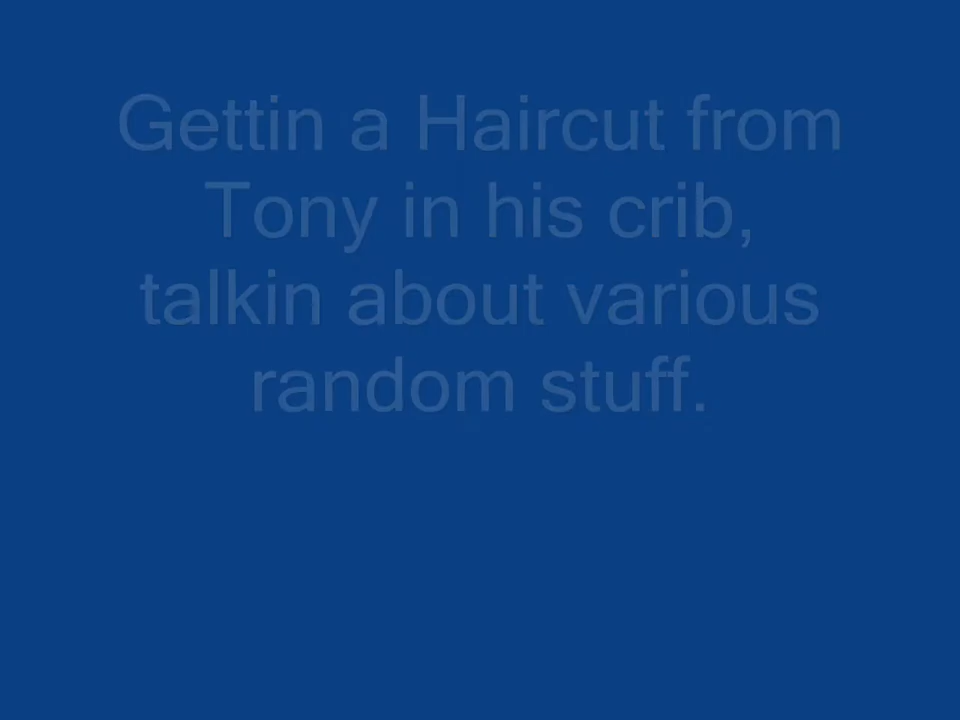 Gettin a Haircut from
Tony in his crib,
talkin about various
random stuff.